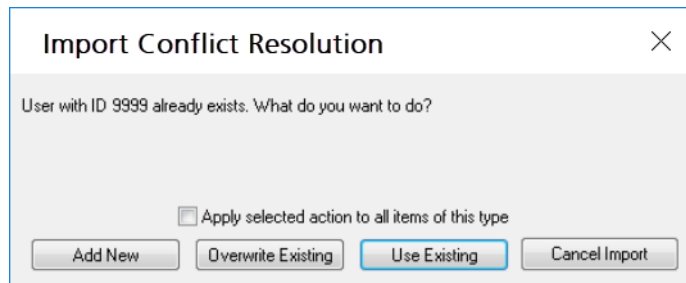 Import Conflict Resolution
User with ID 9999 already exists. What do you want to do?
Apply selected action to all items of this type
Add New
Overwrite Existing
Use Existing
Cancel Import